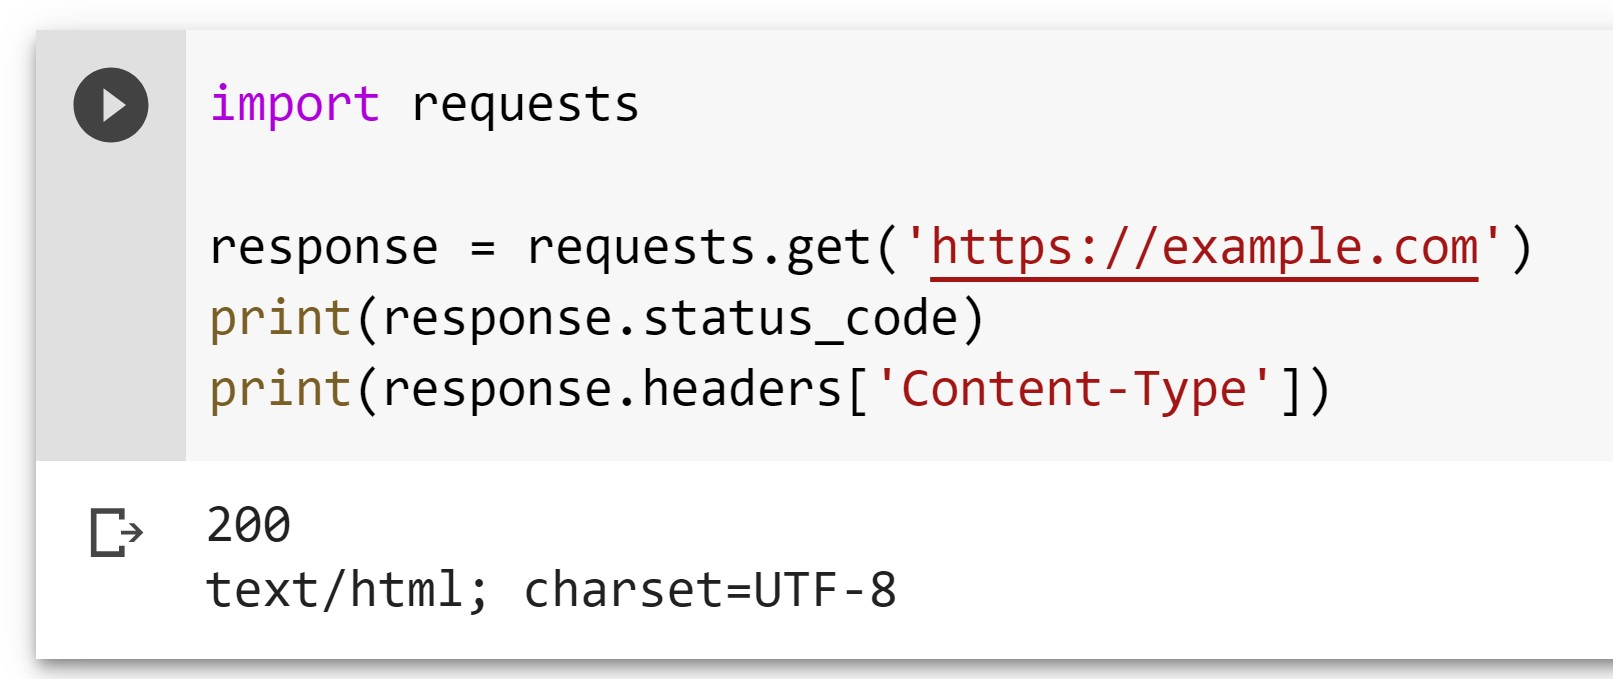 import requests

response = requests.get('https://example.com')
print(response.status_code)
print(response.headers['Content-Type'])
200
text/html; charset=UTF-8